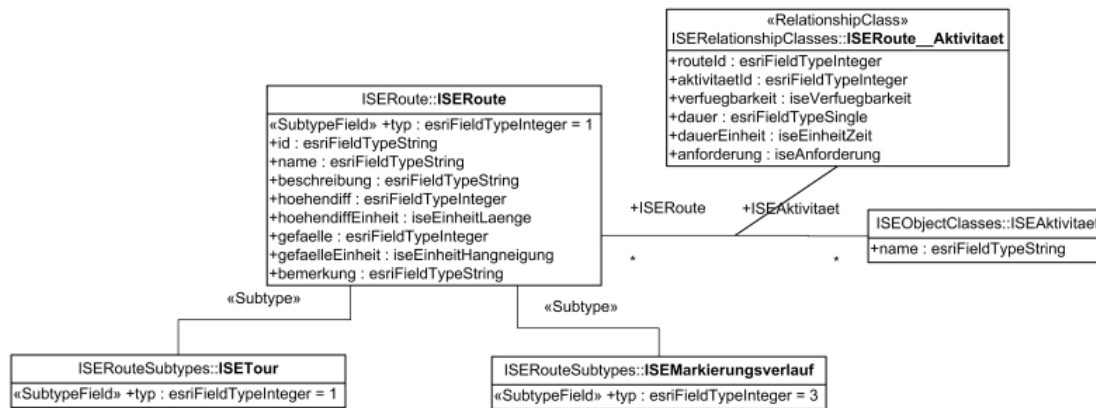 «RelationshipClass»
ISERelationshipClasses::ISERoute__Aktivitaet
+routeId : esriFieldTypeInteger
+aktivitaetId : esriFieldTypeInteger
+verfuegbarkeit : iseVerfuegbarkeit
+dauer : esriFieldTypeSingle
+dauerEinheit : iseEinheitZeit
+anforderung : iseAnforderung
ISERoute::ISERoute
«SubtypeField» +typ : esriFieldTypeInteger = 1
+id : esriFieldTypeString
+name : esriFieldTypeString
+beschreibung : esriFieldTypeString
+hoehendiff : esriFieldTypeInteger
+hoehendiffEinheit : iseEinheitLaenge
+gefaelle : esriFieldTypeInteger
+gefaelleEinheit : iseEinheitHangneigung
+bemerkung : esriFieldTypeString
+ISERoute
+ISEAktivitaet
*
*
ISEObjectClasses::ISEAktivitaet
+name : esriFieldTypeString
«Subtype»
«Subtype»
ISERouteSubtypes::ISETour
«SubtypeField» +typ : esriFieldTypeInteger = 1
ISERouteSubtypes::ISEMarkierungsverlauf
«SubtypeField» +typ : esriFieldTypeInteger = 3